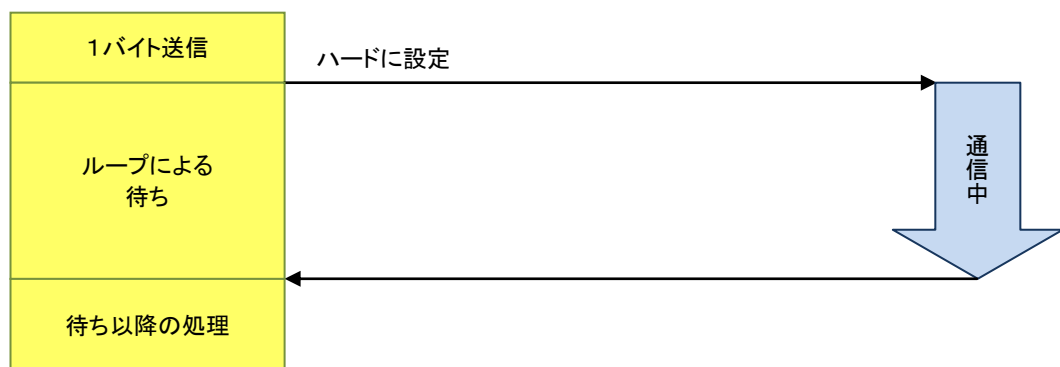 1バイト送信
ハードに設定
ループによる
待ち
通信中
待ち以降の処理